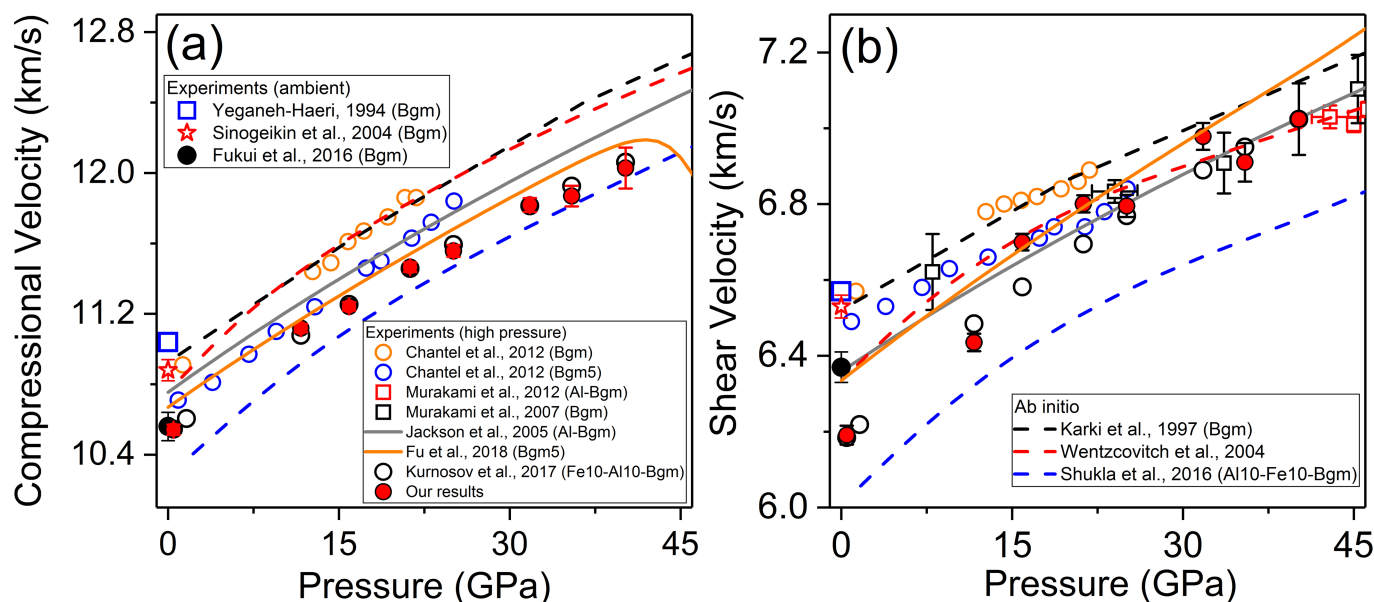 (a)
Compressional Velocity (km/s)
12.8
12.0
11.2
10.4
Experiments (ambient)
Yeganeh-Haeri, 1994 (Bgm)
Sinogeikin et al., 2004 (Bgm)
Fukui et al., 2016 (Bgm)
Experiments (high pressure)
Chantel et al., 2012 (Bgm)
Chantel et al., 2012 (Bgm5)
Murakami et al., 2012 (Al-Bgm)
Murakami et al., 2007 (Bgm)
Jackson et al., 2005 (Al-Bgm)
Fu et al., 2018 (Bgm5)
Kurnosov et al., 2017 (Fe10-Al10-Bgm)
Our results
0 15 30 45
Pressure (GPa)
(b)
Shear Velocity (km/s)
7.2
6.8
6.4
6.0
Ab initio
Karki et al., 1997 (Bgm)
Wentzcovitch et al., 2004
Shukla et al., 2016 (Al10-Fe10-Bgm)
0 15 30 45
Pressure (GPa)